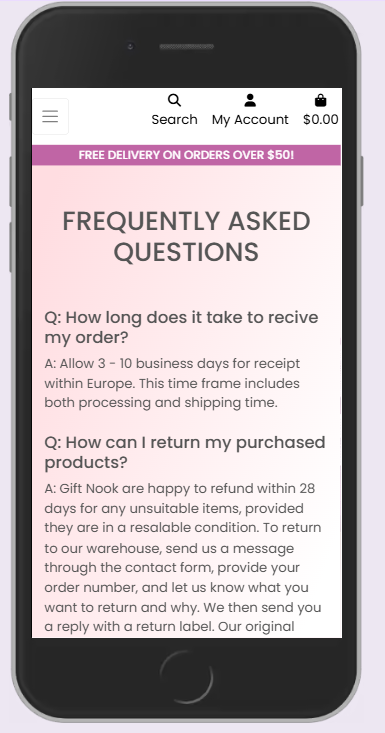 Search My Account $0.00
FREE DELIVERY ON ORDERS OVER $50!
FREQUENTLY ASKED
QUESTIONS
Q: How long does it take to recive
my order?
A: Allow 3 - 10 business days for receipt
within Europe. This time frame includes
both processing and shipping time.
Q: How can I return my purchased
products?
A: Gift Nook are happy to refund within 28
days for any unsuitable items, provided
they are in a resalable condition. To return
to our warehouse, send us a message
through the contact form, provide your
order number, and let us know what you
want to return and why. We then send you
a reply with a return label. Our original